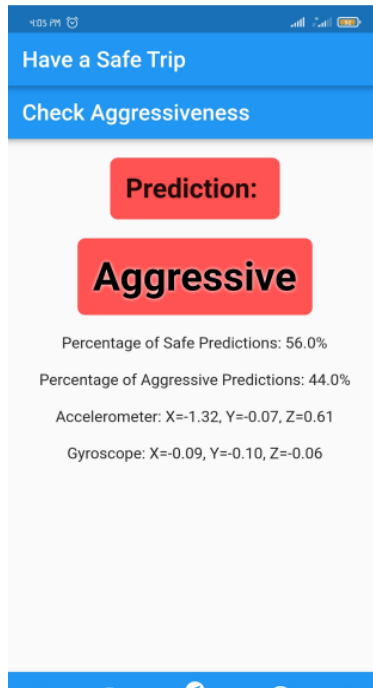 4:05 PM
Have a Safe Trip
Check Aggressiveness
Prediction:
Aggressive
Percentage of Safe Predictions: 56.0%
Percentage of Aggressive Predictions: 44.0%
Accelerometer: X=-1.32, Y=-0.07, Z=0.61
Gyroscope: X=-0.09, Y=-0.10, Z=-0.06